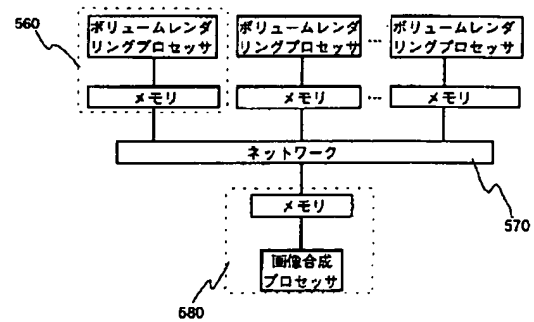 560
ボリュームレンダ
リングプロセッサ
ボリュームレンダ
リングプロセッサ
...
ボリュームレンダ
リングプロセッサ
メモリ
メモリ
...
メモリ
ネットワーク
570
メモリ
画像合成
プロセッサ
580